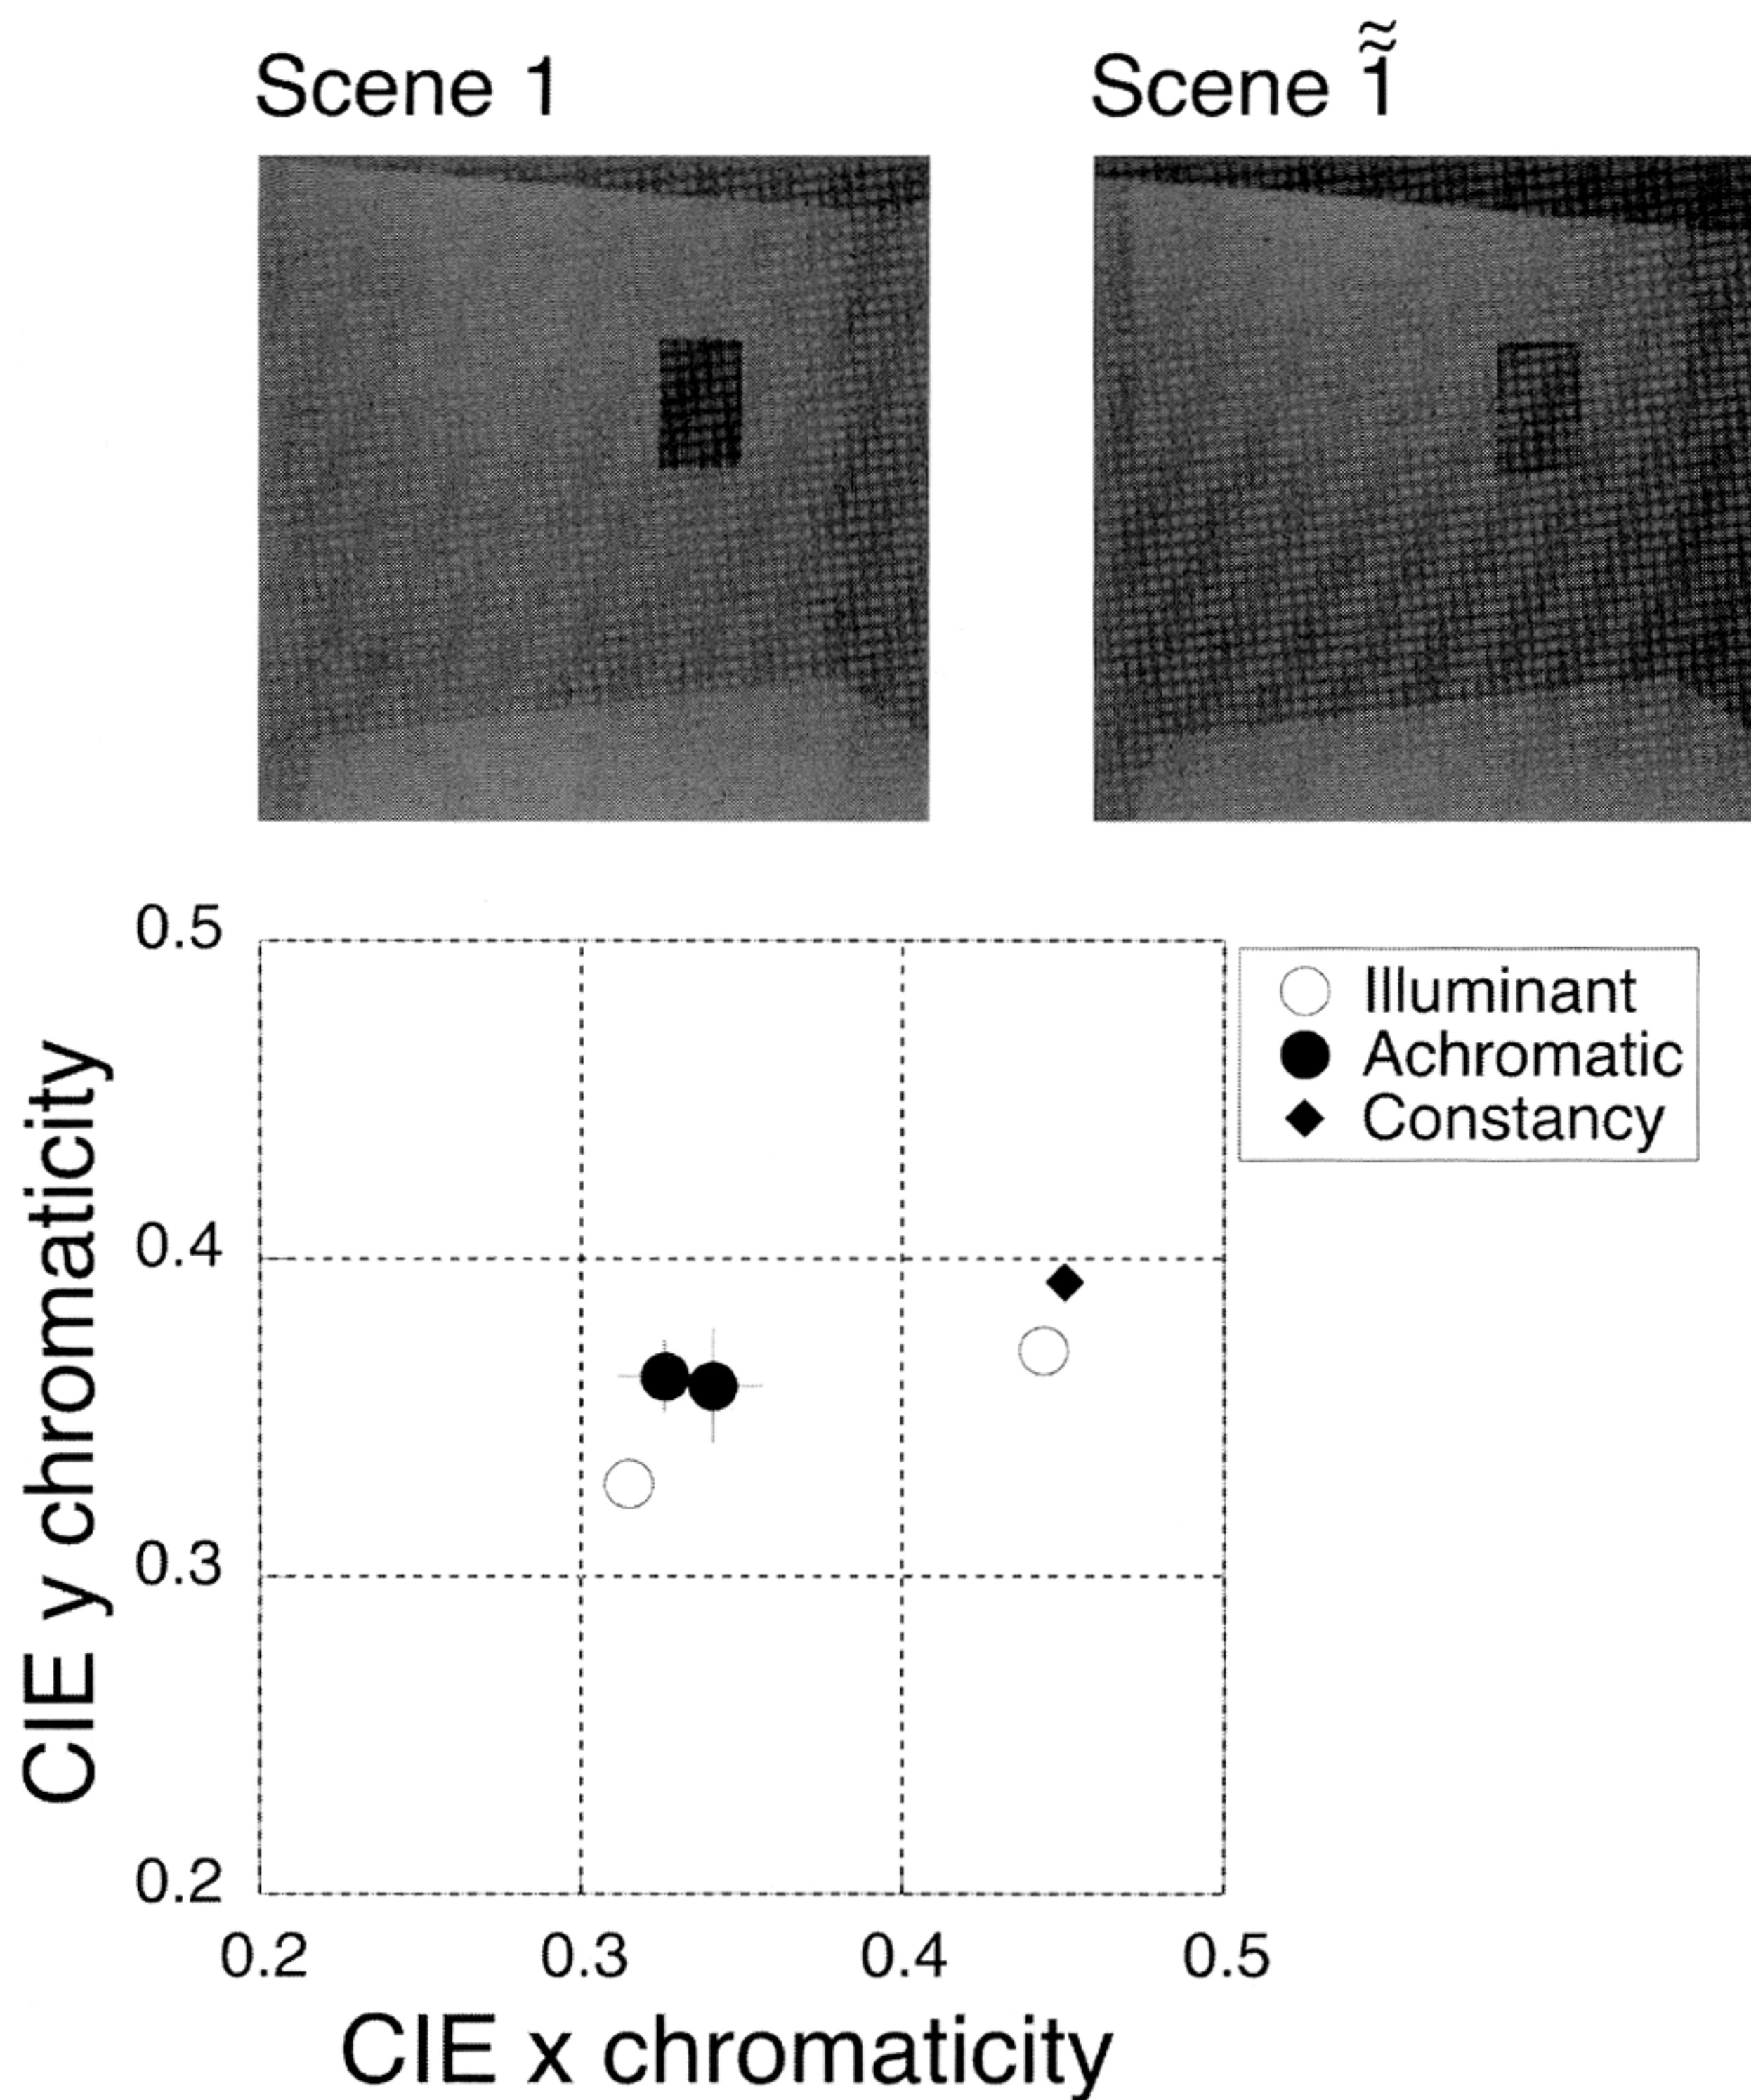 Scene 1
Scene 1̃̃
0.5
0.4
0.3
0.2
0.2 0.3 0.4 0.5
CIE y chromaticity
CIE x chromaticity
Illuminant
Achromatic
Constancy